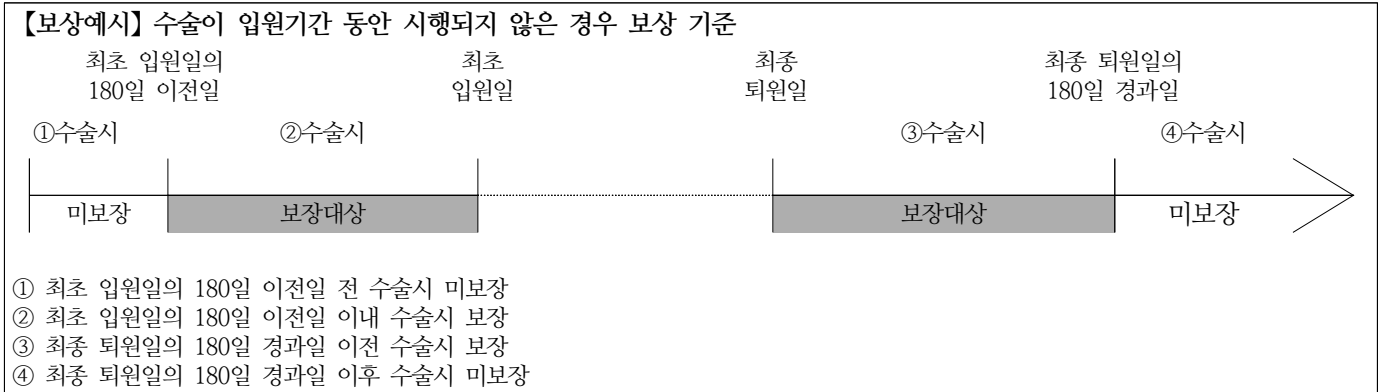 【보상예시】 수술이 입원기간 동안 시행되지 않은 경우 보상 기준
최초 입원일의 최초 최종 최종 퇴원일의
180일 이전일 입원일 퇴원일 180일 경과일
①수술시 ②수술시 ③수술시 ④수술시
미보장 보장대상 보장대상 미보장
① 최초 입원일의 180일 이전일 전 수술시 미보장
② 최초 입원일의 180일 이전일 이내 수술시 보장
③ 최종 퇴원일의 180일 경과일 이전 수술시 보장
④ 최종 퇴원일의 180일 경과일 이후 수술시 미보장